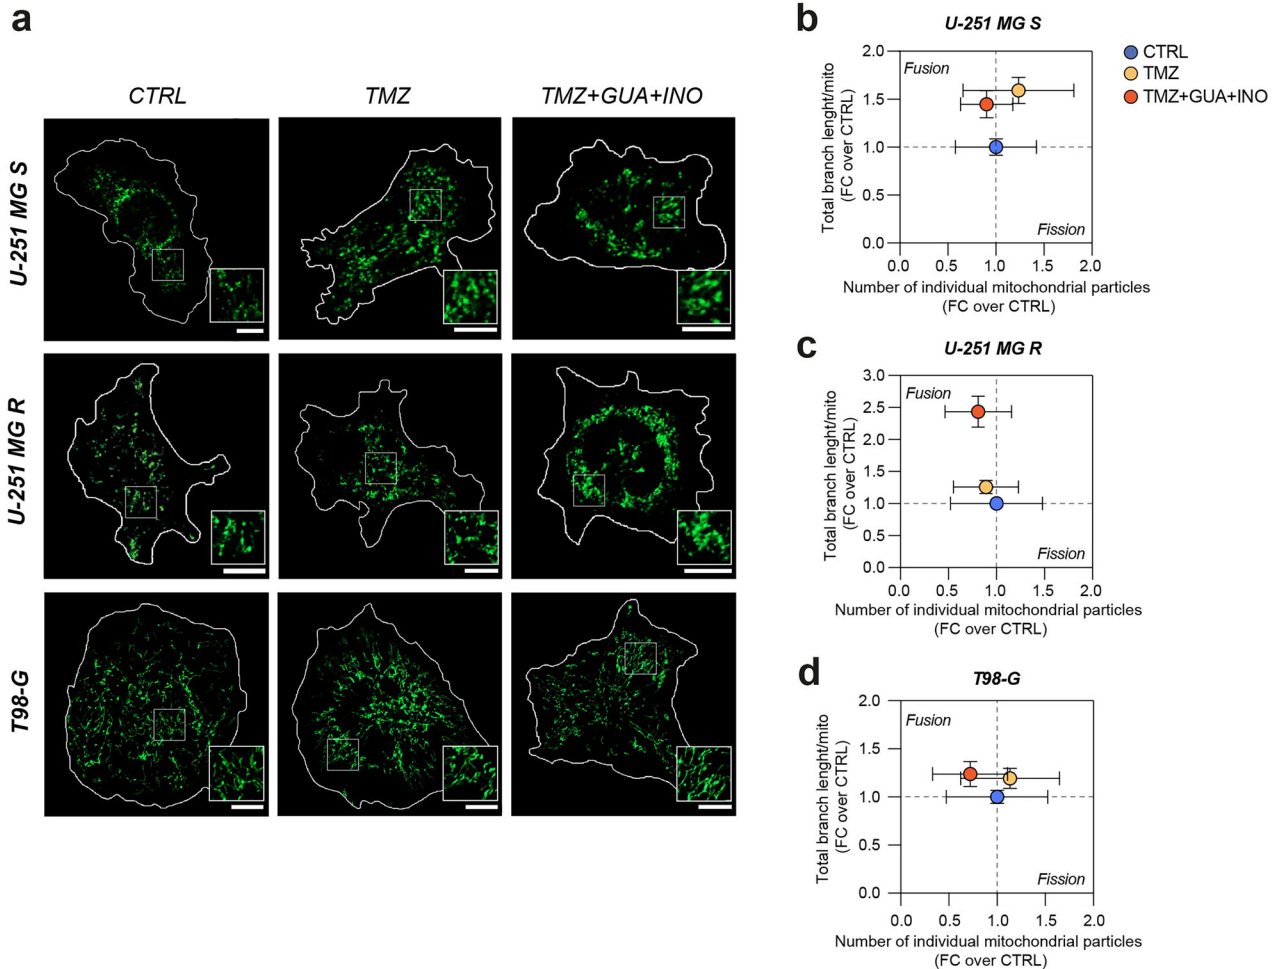 a
CTRL
TMZ
TMZ+GUA+INO
U-251 MG S
U-251 MG R
T98-G
b
U-251 MG S
2.0
1.5
1.0
0.5
0.0
Total branch lenght/mito
(FC over CTRL)
Fusion
Fission
0.0 0.5 1.0 1.5 2.0
Number of individual mitochondrial particles
(FC over CTRL)
CTRL
TMZ
TMZ+GUA+INO
c
U-251 MG R
3.0
2.5
2.0
1.5
1.0
0.5
0.0
Total branch lenght/mito
(FC over CTRL)
Fusion
Fission
0.0 0.5 1.0 1.5 2.0
Number of individual mitochondrial particles
(FC over CTRL)
d
T98-G
2.0
1.5
1.0
0.5
0.0
Total branch lenght/mito
(FC over CTRL)
Fusion
Fission
0.0 0.5 1.0 1.5 2.0
Number of individual mitochondrial particles
(FC over CTRL)